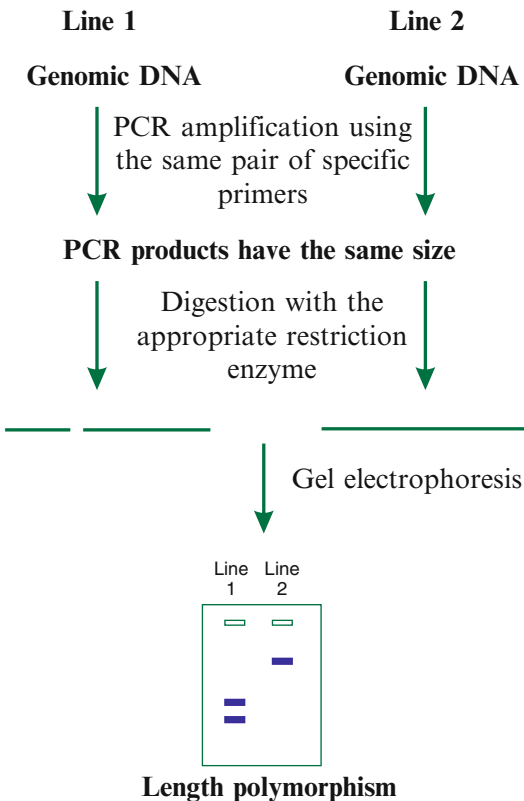 Line 1
Line 2
Genomic DNA
Genomic DNA
PCR amplification using
the same pair of specific
primers
PCR products have the same size
Digestion with the
appropriate restriction
enzyme
Gel electrophoresis
Line
1
Line
2
Length polymorphism